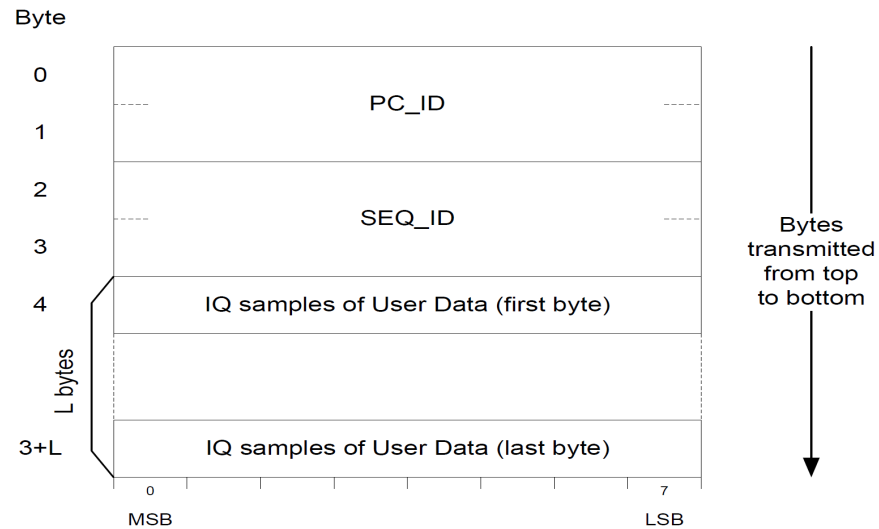 Byte
0
PC_ID
1
2
SEQ_ID
3
4
IQ samples of User Data (first byte)
L bytes
3+L
IQ samples of User Data (last byte)
0
7
MSB
LSB
Bytes
transmitted
from top
to bottom